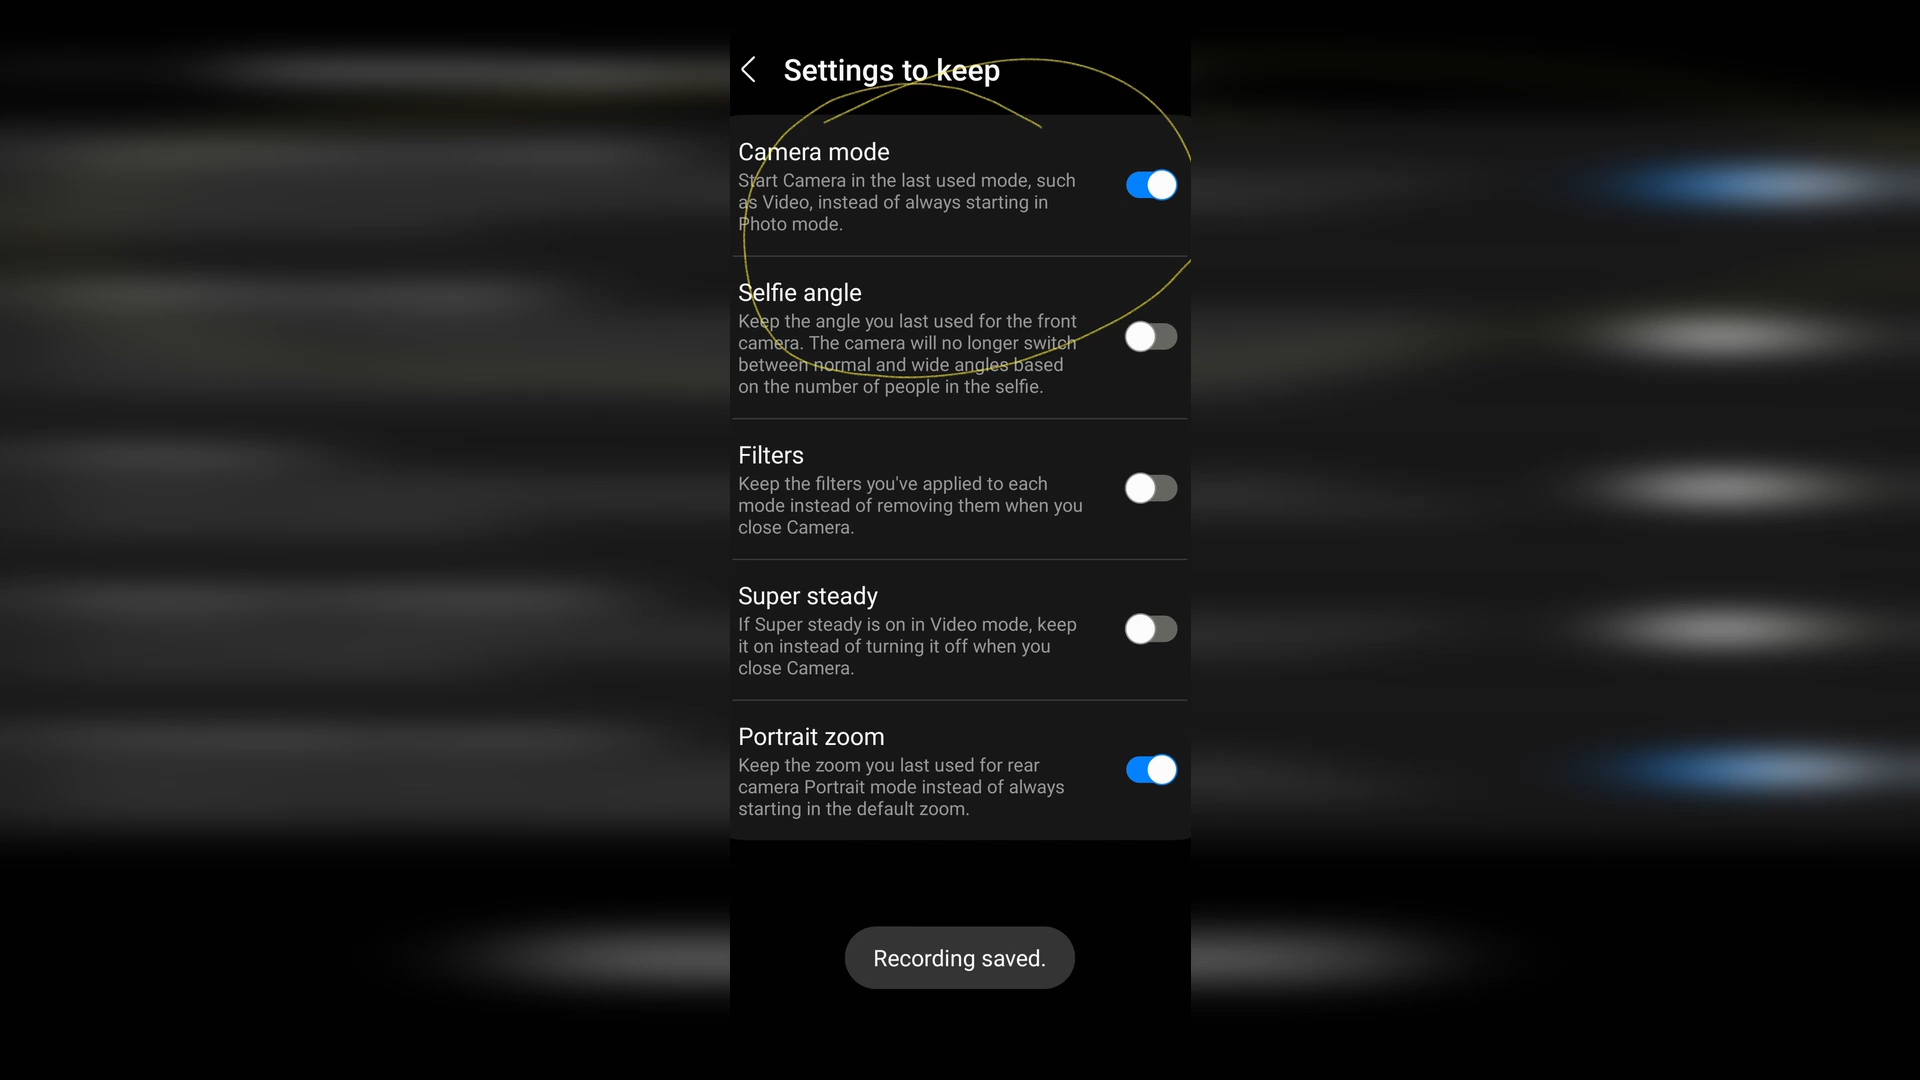 Settings to keep
Camera mode
Start Camera in the last used mode, such
as Video, instead of always starting in
Photo mode.
Selfie angle
Keep the angle you last used for the front
camera. The camera will no longer switch
between normal and wide angles based
on the number of people in the selfie.
Filters
Keep the filters you've applied to each
mode instead of removing them when you
close Camera.
Super steady
If Super steady is on in Video mode, keep
it on instead of turning it off when you
close Camera.
Portrait zoom
Keep the zoom you last used for rear
camera Portrait mode instead of always
starting in the default zoom.
Recording saved.